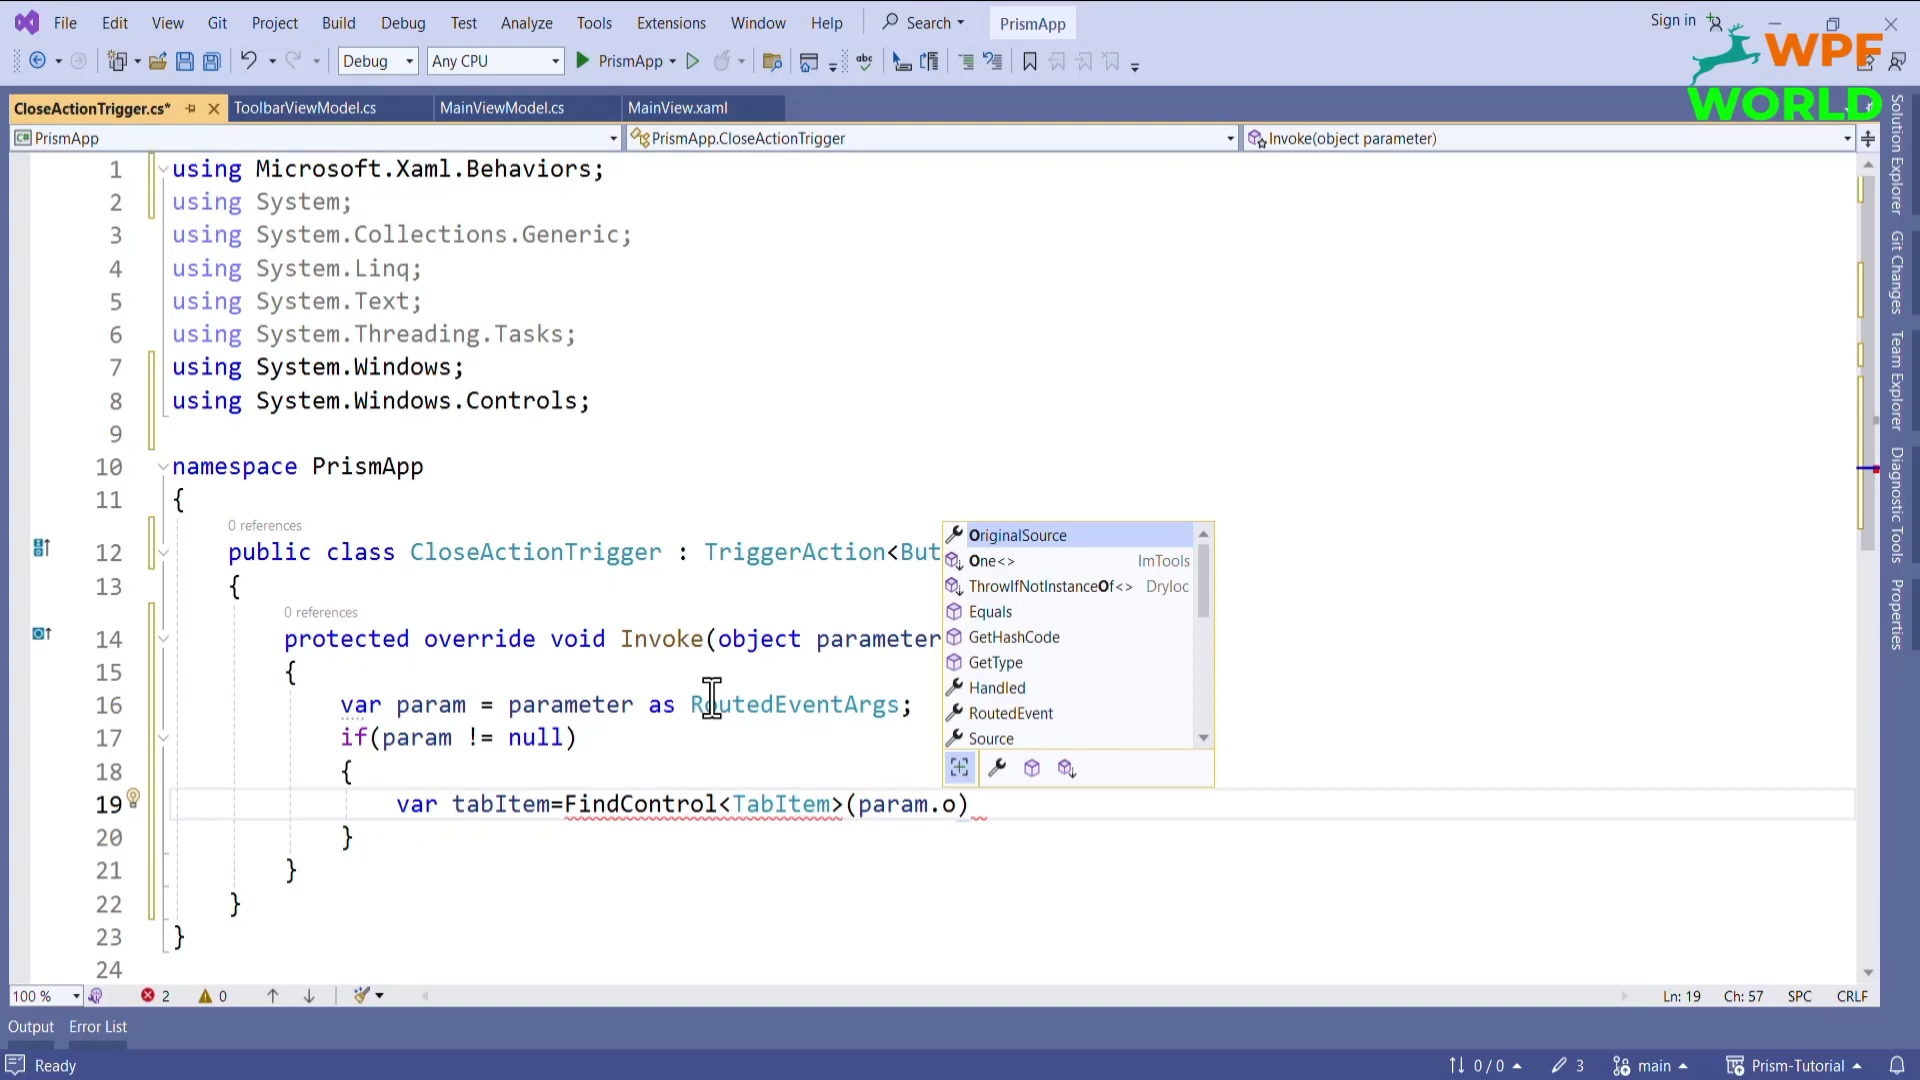 File Edit View Git Project Build Debug Test Analyze Tools Extensions Window Help Search PrismApp Sign in
WPF
WORLD
Debug Any CPU PrismApp
CloseActionTrigger.cs* ToolbarViewModel.cs MainViewModel.cs MainView.xaml
PrismApp PrismApp.CloseActionTrigger Invoke(object parameter)
1 using Microsoft.Xaml.Behaviors;
2 using System;
3 using System.Collections.Generic;
4 using System.Linq;
5 using System.Text;
6 using System.Threading.Tasks;
7 using System.Windows;
8 using System.Windows.Controls;
9
10 namespace PrismApp
11 {
0 references
12 public class CloseActionTrigger : TriggerAction<But
13 {
0 references
14 protected override void Invoke(object parameter
15 {
16 var param = parameter as RoutedEventArgs;
17 if(param != null)
18 {
19 var tabItem=FindControl<TabItem>(param.o)
20 }
21 }
22 }
23 }
24
OriginalSource
One<> ImTools
ThrowIfNotInstanceOf<> DryIoc
Equals
GetHashCode
GetType
Handled
RoutedEvent
Source
Solution Explorer
Git Changes
Team Explorer
Diagnostic Tools
Properties
100 % 2 0 Ln: 19 Ch: 57 SPC CRLF
Output Error List
Ready 0 / 0 3 main Prism-Tutorial